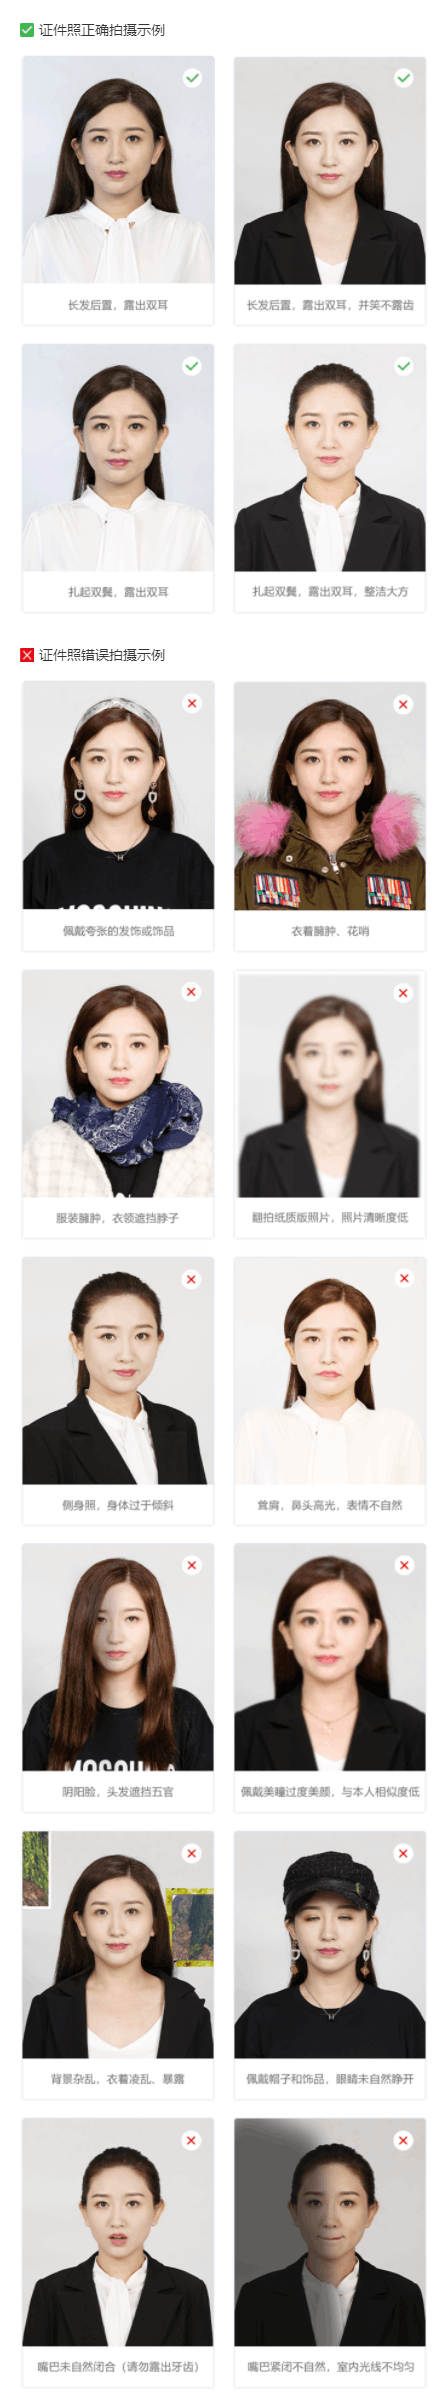 证件照正确拍摄示例
长发后置，露出双耳
长发后置，露出双耳，并笑不露齿
扎起双鬓，露出双耳
扎起双鬓，露出双耳，整洁大方
证件照错误拍摄示例
佩戴夸张的发饰或饰品
衣着臃肿、花哨
服装臃肿，衣领遮挡脖子
翻拍纸质版照片，照片清晰度低
侧身照，身体过于倾斜
耸肩，鼻头高光，表情不自然
阴阳脸，头发遮挡五官
佩戴美瞳过度美颜，与本人相似度低
背景杂乱，衣着凌乱、暴露
佩戴帽子和饰品，眼睛未自然睁开
嘴巴未自然闭合（请勿露出牙齿）
嘴巴紧闭不自然，室内光线不均匀